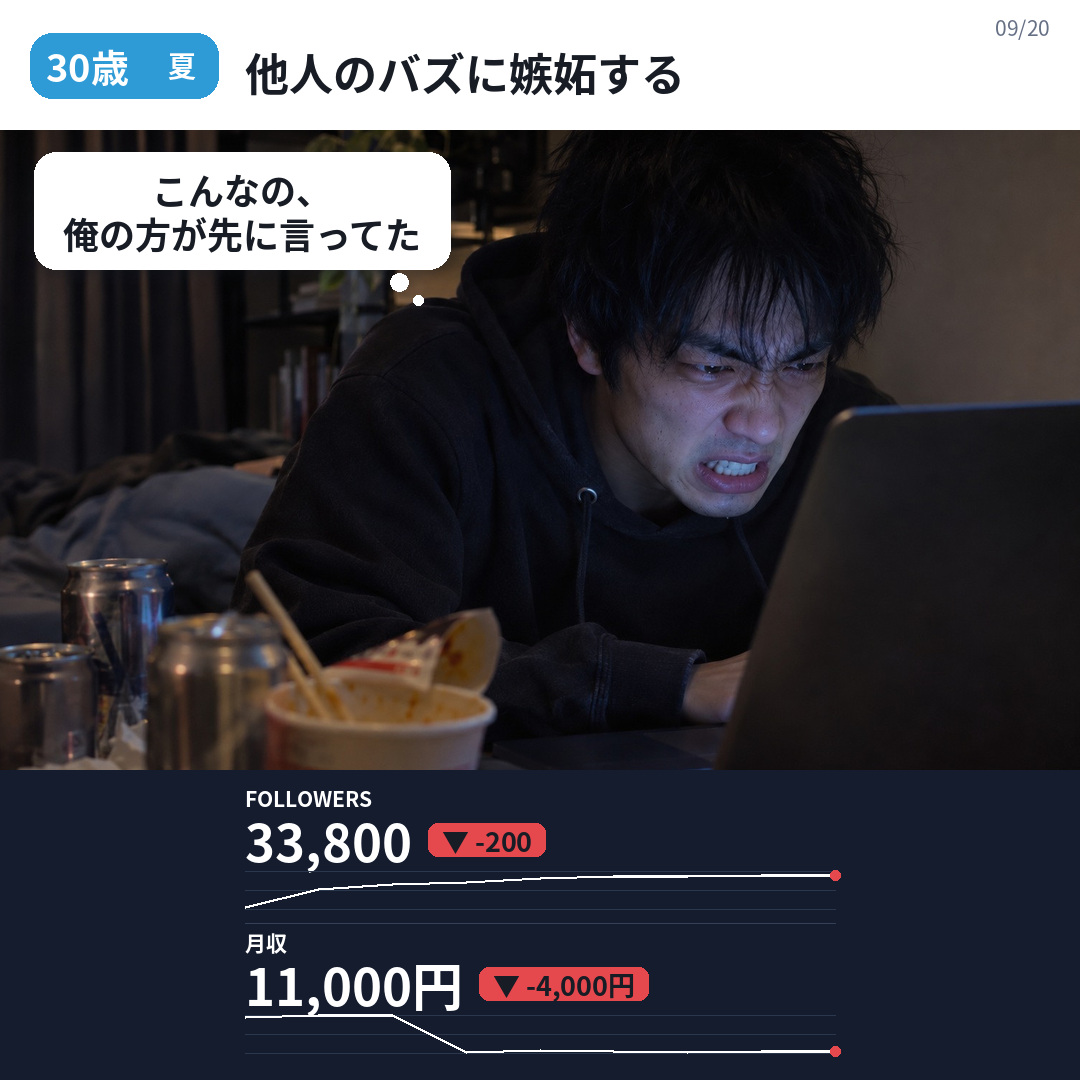 09/20
30歳 夏 他人のバズに嫉妬する
こんなの、
俺の方が先に言ってた
FOLLOWERS
33,800 ▼ -200
月収
11,000円 ▼ -4,000円